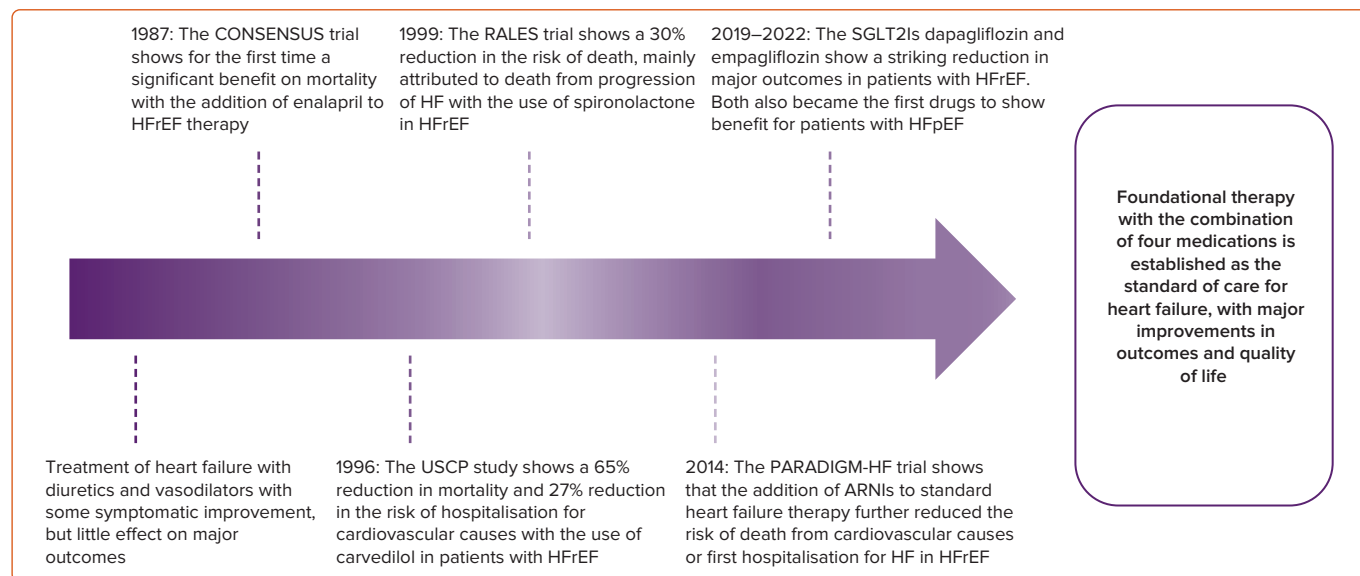 1987: The CONSENSUS trial
shows for the first time a
significant benefit on mortality
with the addition of enalapril to
HFrEF therapy
1999: The RALES trial shows a 30%
reduction in the risk of death, mainly
attributed to death from progression
of HF with the use of spironolactone
in HFrEF
2019–2022: The SGLT2Is dapagliflozin and
empagliflozin show a striking reduction in
major outcomes in patients with HFrEF.
Both also became the first drugs to show
benefit for patients with HFpEF
Foundational therapy
with the combination
of four medications is
established as the
standard of care for
heart failure, with major
improvements in
outcomes and quality
of life
Treatment of heart failure with
diuretics and vasodilators with
some symptomatic improvement,
but little effect on major
outcomes
1996: The USCP study shows a 65%
reduction in mortality and 27% reduction
in the risk of hospitalisation for
cardiovascular causes with the use of
carvedilol in patients with HFrEF
2014: The PARADIGM-HF trial shows
that the addition of ARNIs to standard
heart failure therapy further reduced the
risk of death from cardiovascular causes
or first hospitalisation for HF in HFrEF